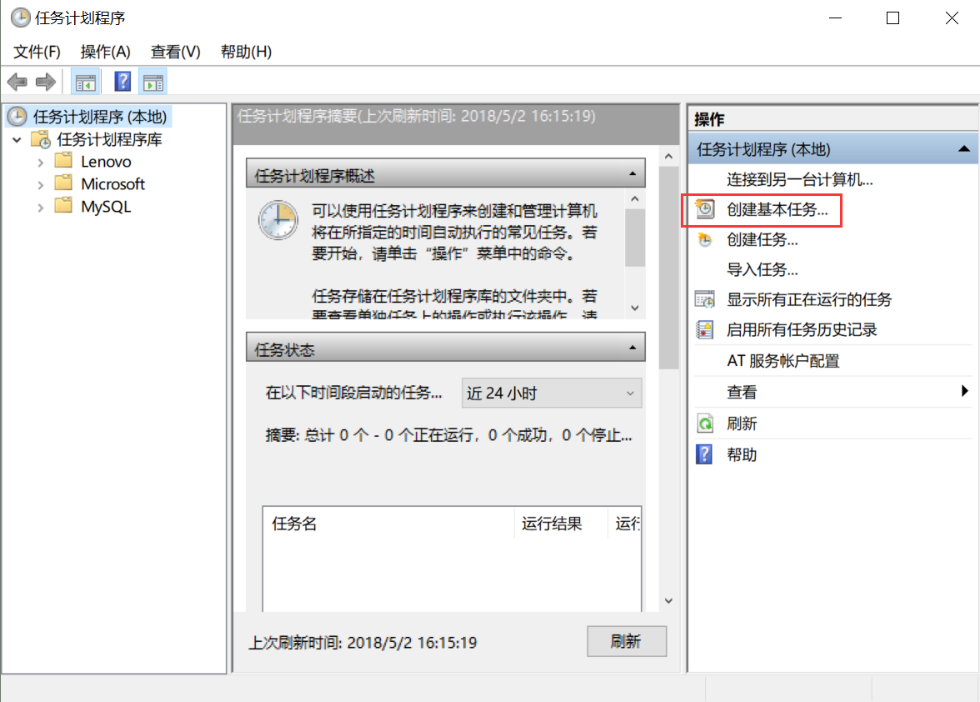 任务计划程序
文件(F) 操作(A) 查看(V) 帮助(H)
任务计划程序 (本地)
任务计划程序库
Lenovo
Microsoft
MySQL
任务计划程序摘要(上次刷新时间: 2018/5/2 16:15:19)
任务计划程序概述
可以使用任务计划程序来创建和管理计算机
将在所指定的时间自动执行的常见任务。若
要开始，请单击“操作”菜单中的命令。
任务存储在任务计划程序库的文件夹中。若
要查看单独任务上的操作或执行该操作，请
任务状态
在以下时间段启动的任务... 近 24 小时
摘要: 总计 0 个 - 0 个正在运行，0 个成功，0 个停止...
任务名 运行结果 运行
上次刷新时间: 2018/5/2 16:15:19 刷新
操作
任务计划程序 (本地)
连接到另一台计算机...
创建基本任务...
创建任务...
导入任务...
显示所有正在运行的任务
启用所有任务历史记录
AT 服务帐户配置
查看
刷新
帮助